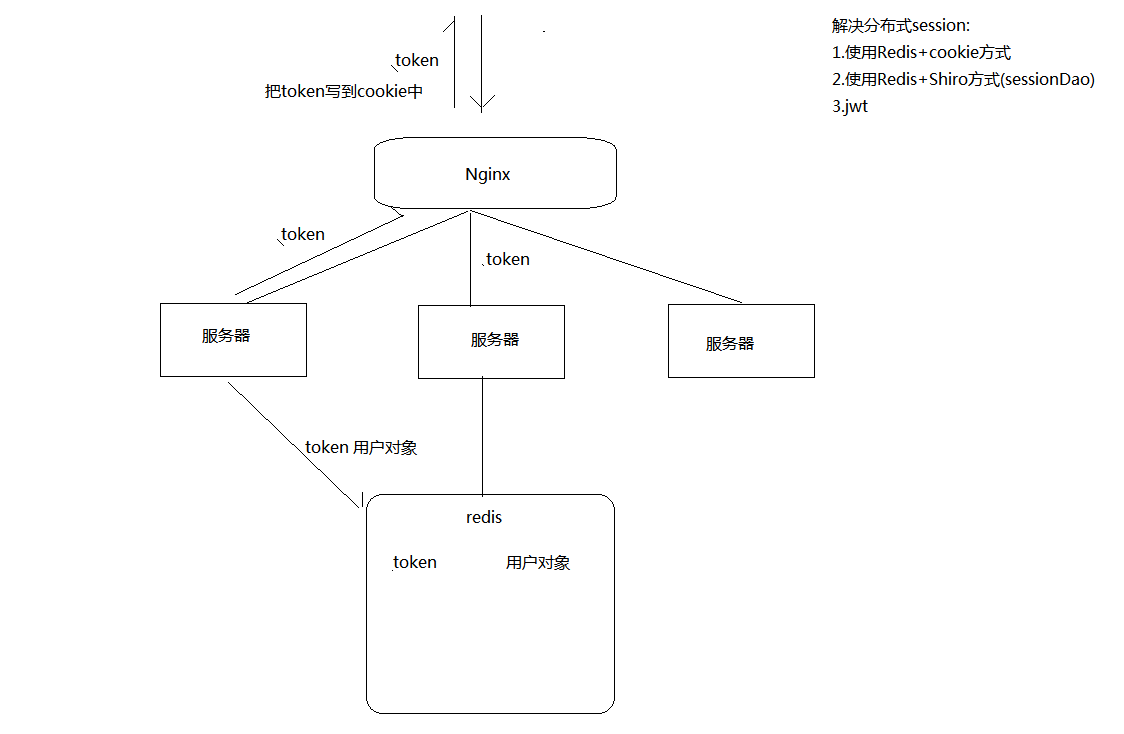 解决分布式session:
1.使用Redis+cookie方式
2.使用Redis+Shiro方式(sessionDao)
3.jwt
token
把token写到cookie中
Nginx
token
token
服务器
服务器
服务器
token 用户对象
redis
token 用户对象